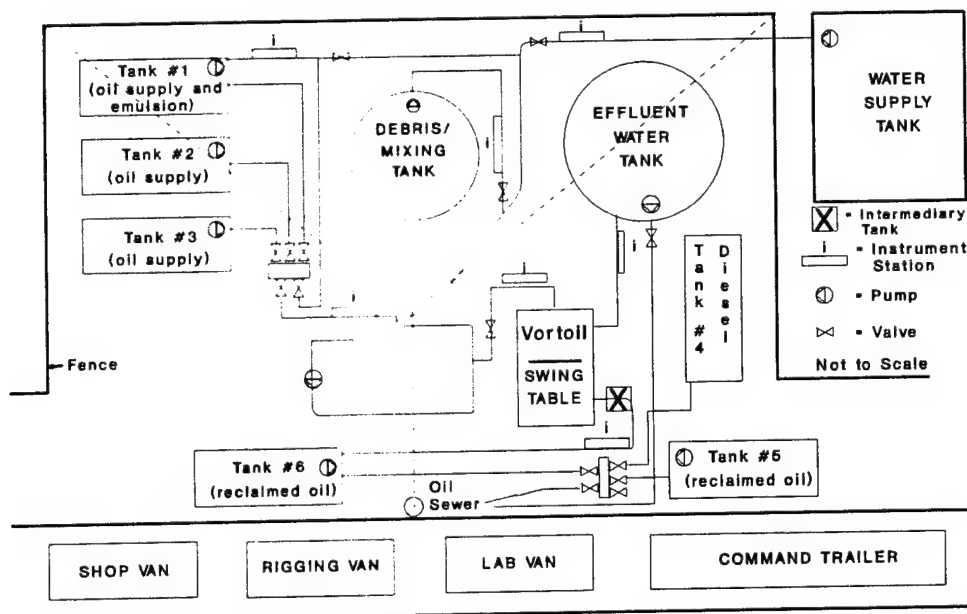 i
i
Tank #1
(oil supply and
emulsion)
Tank #2
(oil supply)
Tank #3
(oil supply)
DEBRIS/
MIXING
TANK
i
EFFLUENT
WATER
TANK
WATER
SUPPLY
TANK
X - Intermediary
Tank
i
- Instrument
Station
- Pump
- Valve
Not to Scale
i
i
i
Tank #4
Diesel
Vortoil
SWING
TABLE
X
Fence
i
Tank #6
(reclaimed oil)
Oil
Sewer
Tank #5
(reclaimed oil)
SHOP VAN
RIGGING VAN
LAB VAN
COMMAND TRAILER